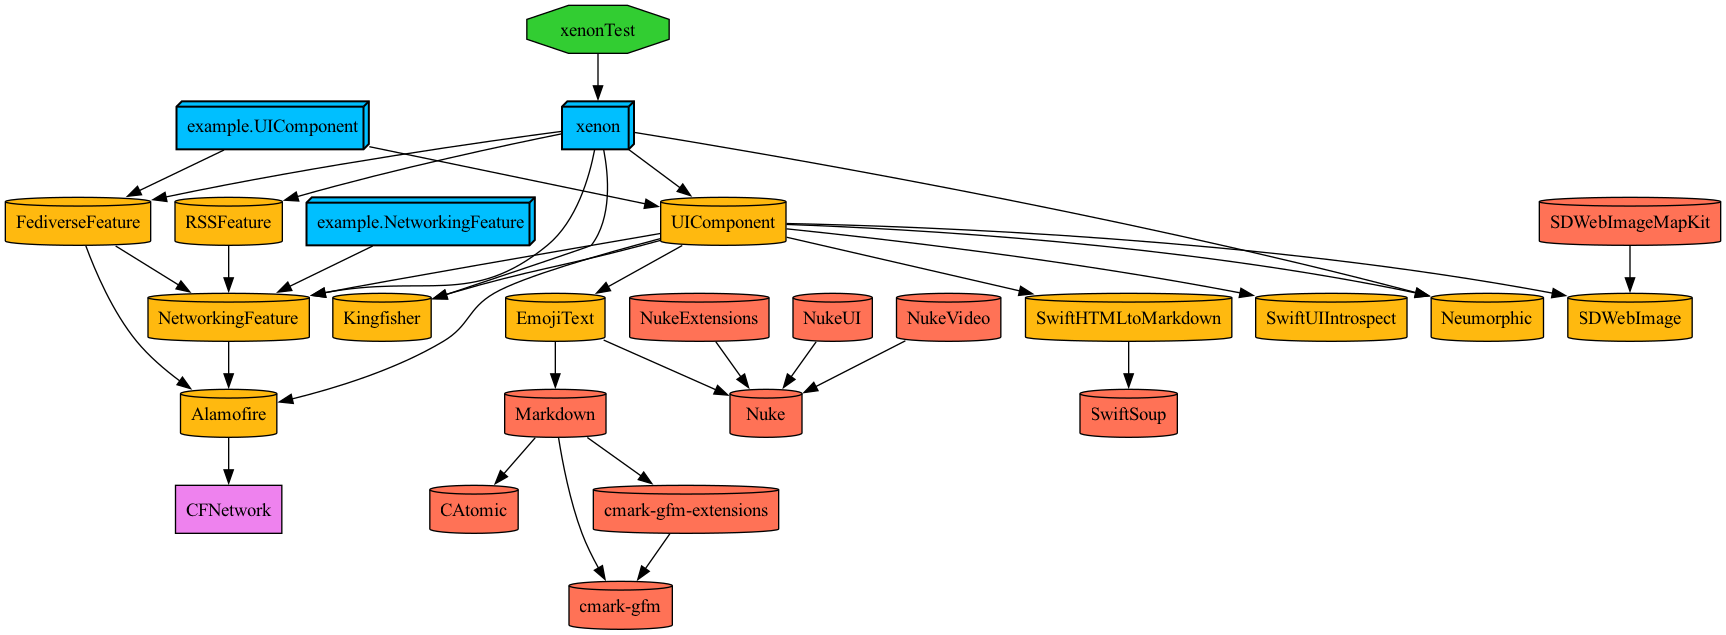 xenonTest
example.UIComponent
xenon
FediverseFeature
RSSFeature
example.NetworkingFeature
UIComponent
SDWebImageMapKit
NetworkingFeature
Kingfisher
EmojiText
NukeExtensions
NukeUI
NukeVideo
SwiftHTMLtoMarkdown
SwiftUIIntrospect
Neumorphic
SDWebImage
Alamofire
Markdown
Nuke
SwiftSoup
CFNetwork
CAtomic
cmark-gfm-extensions
cmark-gfm